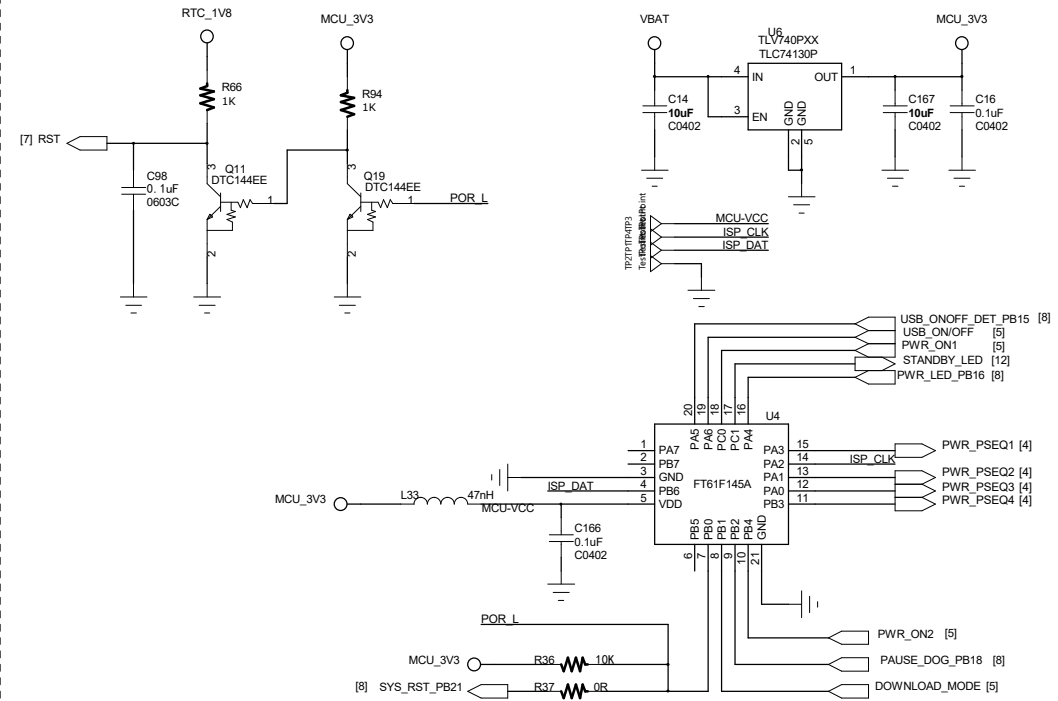 RTC_1V8
MCU_3V3
R66
1K
R94
1K
[7] RST
C98
0. 1uF
0603C
3
Q11
DTC144EE
1
2
3
Q19
DTC144EE
1
POR_L
2
VBAT
U6
TLV740PXX
TLC74130P
MCU_3V3
4 IN
OUT 1
3 EN
GND
GND
2
5
C14
10uF
C0402
C167
10uF
C0402
C16
0.1uF
C0402
MCU-VCC
ISP_CLK
ISP_DAT
USB_ONOFF_DET_PB15 [8]
USB_ON/OFF [5]
PWR_ON1 [5]
STANDBY_LED [12]
PWR_LED_PB16 [8]
20 19 18 17 16
U4
PA5 PA6 PC0 PC1 PA4
1 PA7
2 PB7
3 GND
4 PB6
5 VDD
FT61F145A
PA3 15
PA2 14
PA1 13
PA0 12
PB3 11
PB5 PB0 PB1 PB2 PB4 GND
6 7 8 9 10 21
PWR_PSEQ1 [4]
ISP_CLK
PWR_PSEQ2 [4]
PWR_PSEQ3 [4]
PWR_PSEQ4 [4]
ISP_DAT
MCU_3V3
L33
47nH
MCU-VCC
C166
0.1uF
C0402
POR_L
MCU_3V3
R36
10K
[8] SYS_RST_PB21
R37
0R
PWR_ON2 [5]
PAUSE_DOG_PB18 [8]
DOWNLOAD_MODE [5]